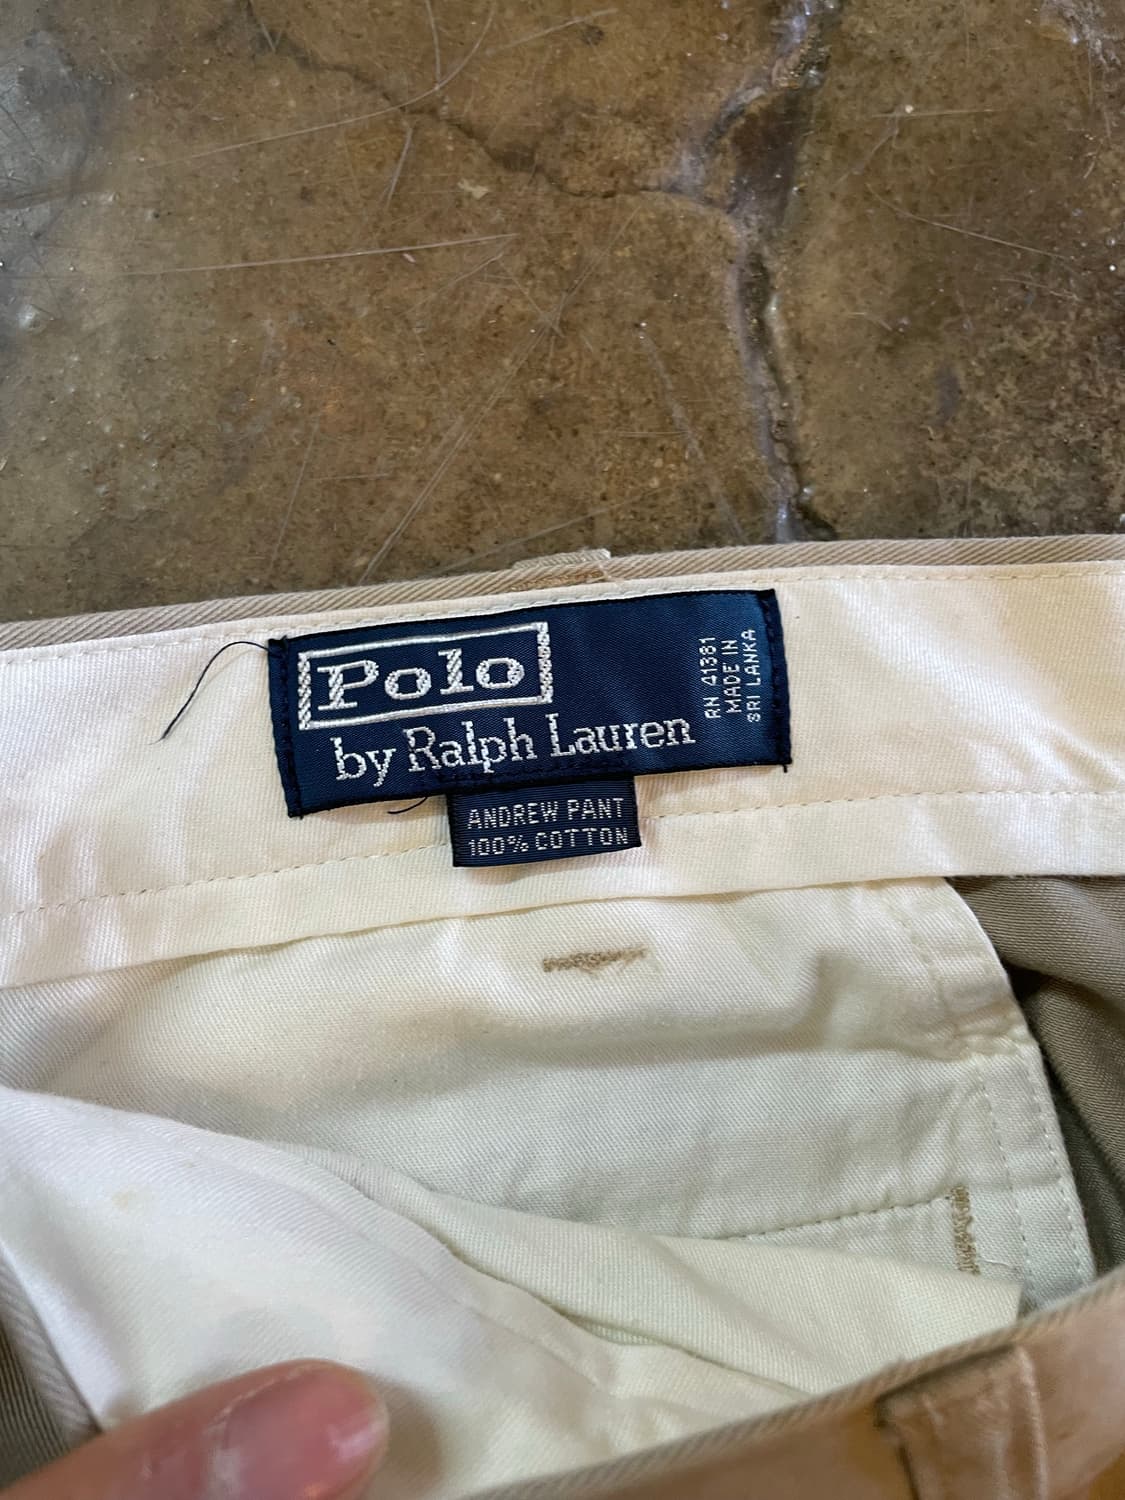 Polo
by Ralph Lauren
RN 41381
MADE IN
SRI LANKA
ANDREW PANT
100% COTTON